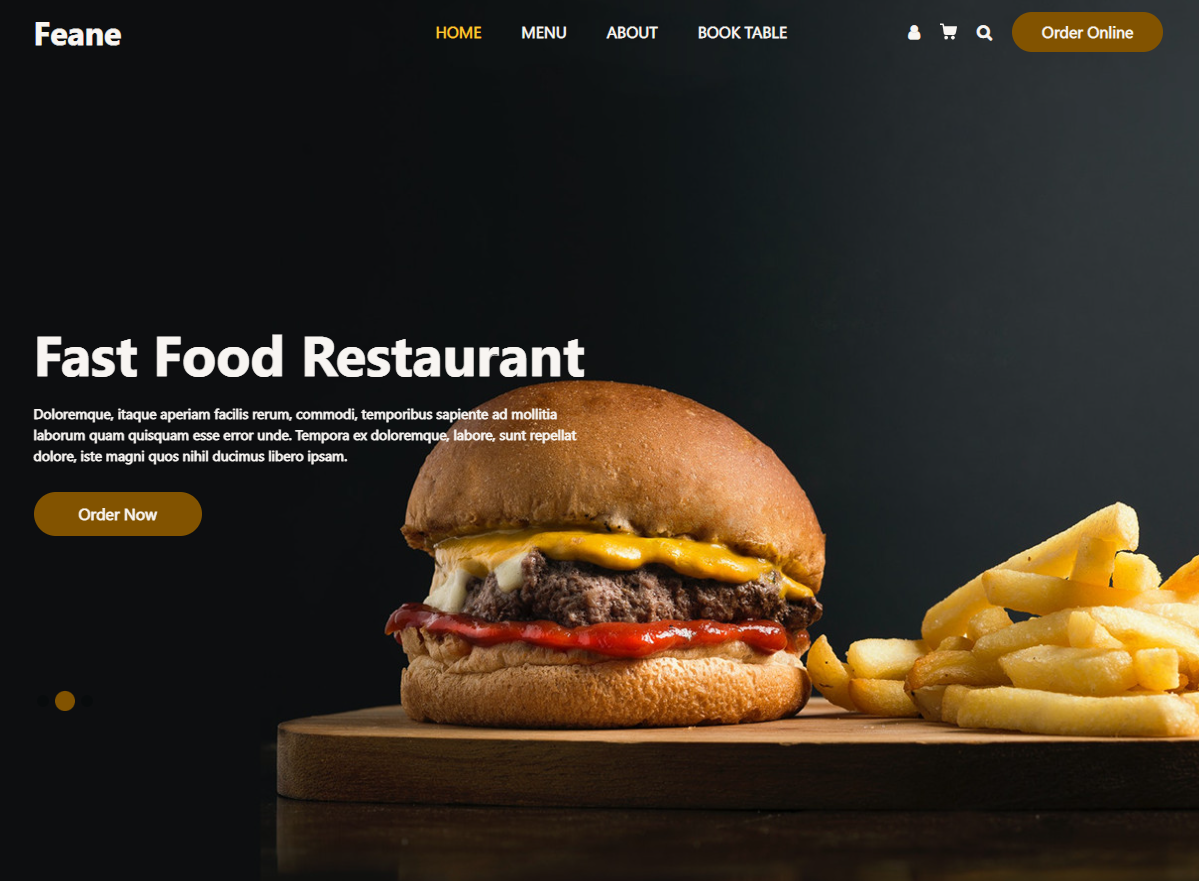 Feane
HOME MENU ABOUT BOOK TABLE
Order Online
Fast Food Restaurant
Doloremque, itaque aperiam facilis rerum, commodi, temporibus sapiente ad mollitia
laborum quam quisquam esse error unde. Tempora ex doloremque, labore, sunt repellat
dolore, iste magni quos nihil ducimus libero ipsam.
Order Now